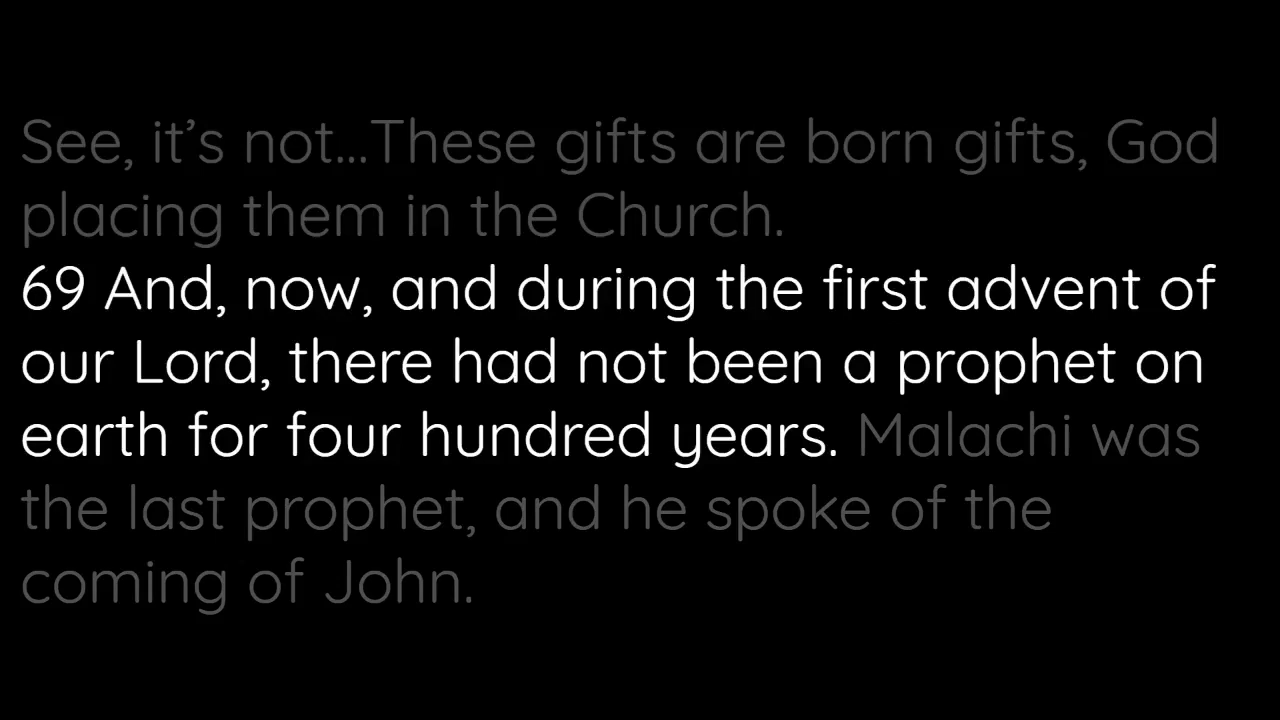 See, it’s not...These gifts are born gifts, God
placing them in the Church.
69 And, now, and during the first advent of
our Lord, there had not been a prophet on
earth for four hundred years. Malachi was
the last prophet, and he spoke of the
coming of John.